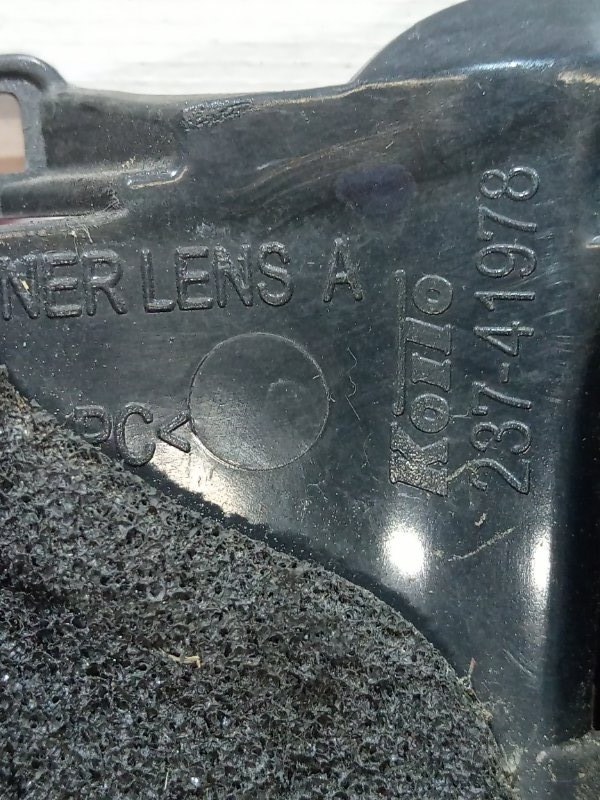 NER LENS A
PC<
KOITO
237-41978